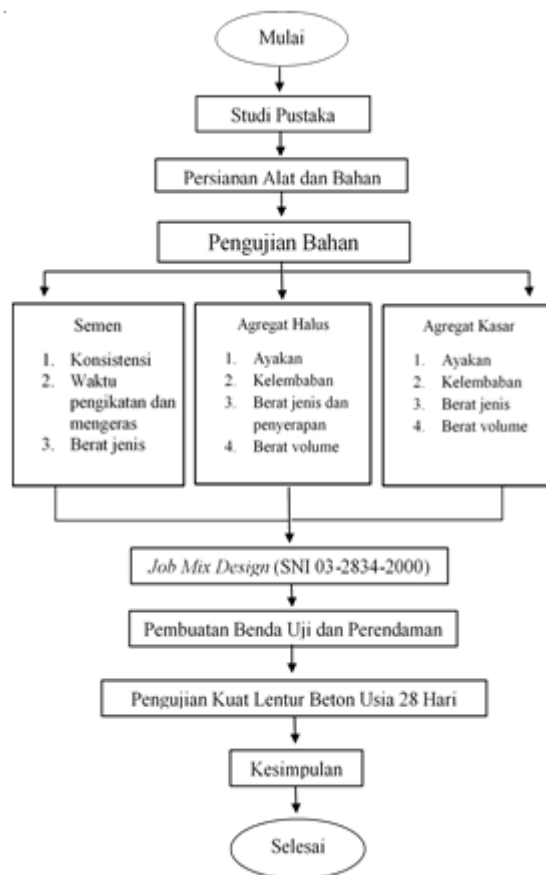 Mulai
Studi Pustaka
Persianan Alat dan Bahan
Pengujian Bahan
Semen
1. Konsistensi
2. Waktu
pengikatan dan
mengeras
3. Berat jenis
Agregat Halus
1. Ayakan
2. Kelembaban
3. Berat jenis dan
penyerapan
4. Berat volume
Agregat Kasar
1. Ayakan
2. Kelembaban
3. Berat jenis
4. Berat volume
Job Mix Design (SNI 03-2834-2000)
Pembuatan Benda Uji dan Perendaman
Pengujian Kuat Lentur Beton Usia 28 Hari
Kesimpulan
Selesai